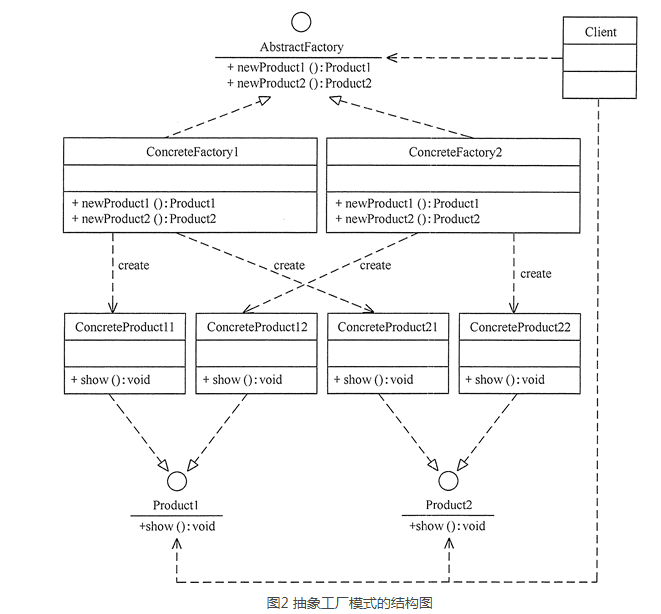 AbstractFactory
+ newProduct1 ( ) : Product1
+ newProduct2 ( ) : Product2
Client
ConcreteFactory1
+ newProduct1 ( ) : Product1
+ newProduct2 ( ) : Product2
ConcreteFactory2
+ newProduct1 ( ) : Product1
+ newProduct2 ( ) : Product2
create
create
create
create
ConcreteProduct11
+ show ( ) : void
ConcreteProduct12
+ show ( ) : void
ConcreteProduct21
+ show ( ) : void
ConcreteProduct22
+ show ( ) : void
Product1
+show ( ) : void
Product2
+show ( ) : void
图2 抽象工厂模式的结构图